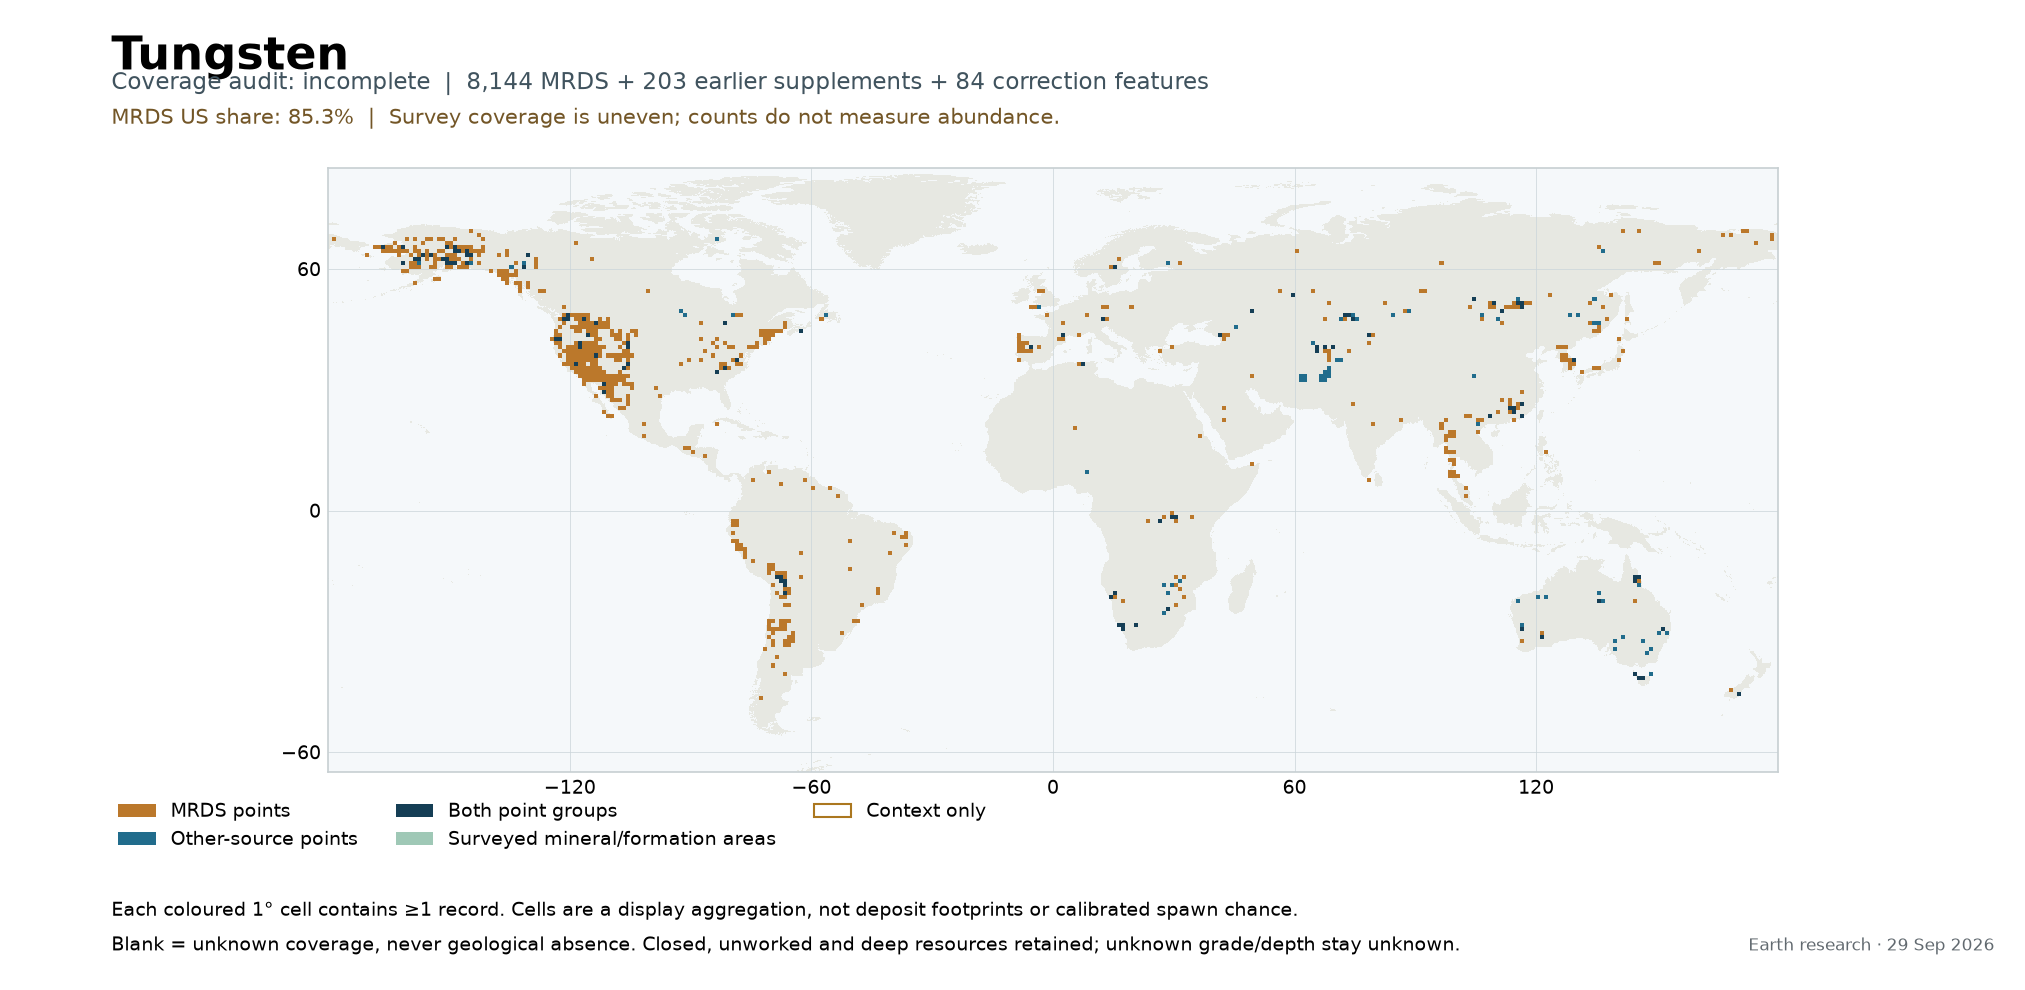 Tungsten
Coverage audit: incomplete | 8,144 MRDS + 203 earlier supplements + 84 correction features
MRDS US share: 85.3% | Survey coverage is uneven; counts do not measure abundance.
60
0
−60
−120 −60 0 60 120
MRDS points Both point groups Context only
Other-source points Surveyed mineral/formation areas
Each coloured 1° cell contains ≥1 record. Cells are a display aggregation, not deposit footprints or calibrated spawn chance.
Blank = unknown coverage, never geological absence. Closed, unworked and deep resources retained; unknown grade/depth stay unknown.
Earth research · 29 Sep 2026